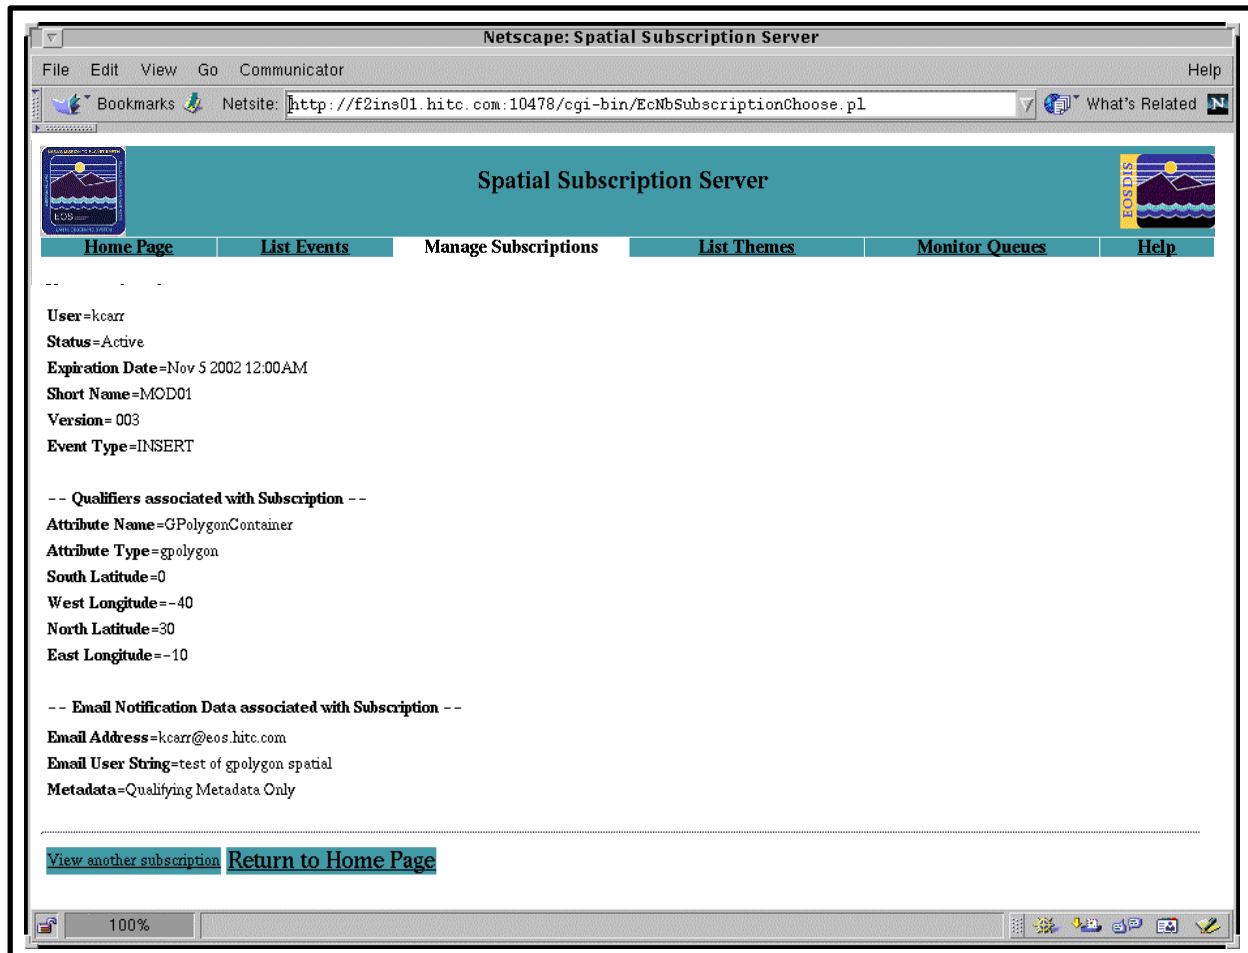 Netscape: Spatial Subscription Server
File Edit View Go Communicator Help
Bookmarks Netsite: http://f2ins01.hitc.com:10478/cgi-bin/EcNbSubscriptionChoose.pl What's Related N
EOS
EOSDIS
Spatial Subscription Server
Home Page List Events Manage Subscriptions List Themes Monitor Queues Help
User=kcarr
Status=Active
Expiration Date=Nov 5 2002 12:00AM
Short Name=MOD01
Version= 003
Event Type=INSERT
-- Qualifiers associated with Subscription --
Attribute Name=GPolygonContainer
Attribute Type=gpolygon
South Latitude=0
West Longitude=-40
North Latitude=30
East Longitude=-10
-- Email Notification Data associated with Subscription --
Email Address=kcarr@eos.hitc.com
Email User String=test of gpolygon spatial
Metadata=Qualifying Metadata Only
View another subscription Return to Home Page
100%